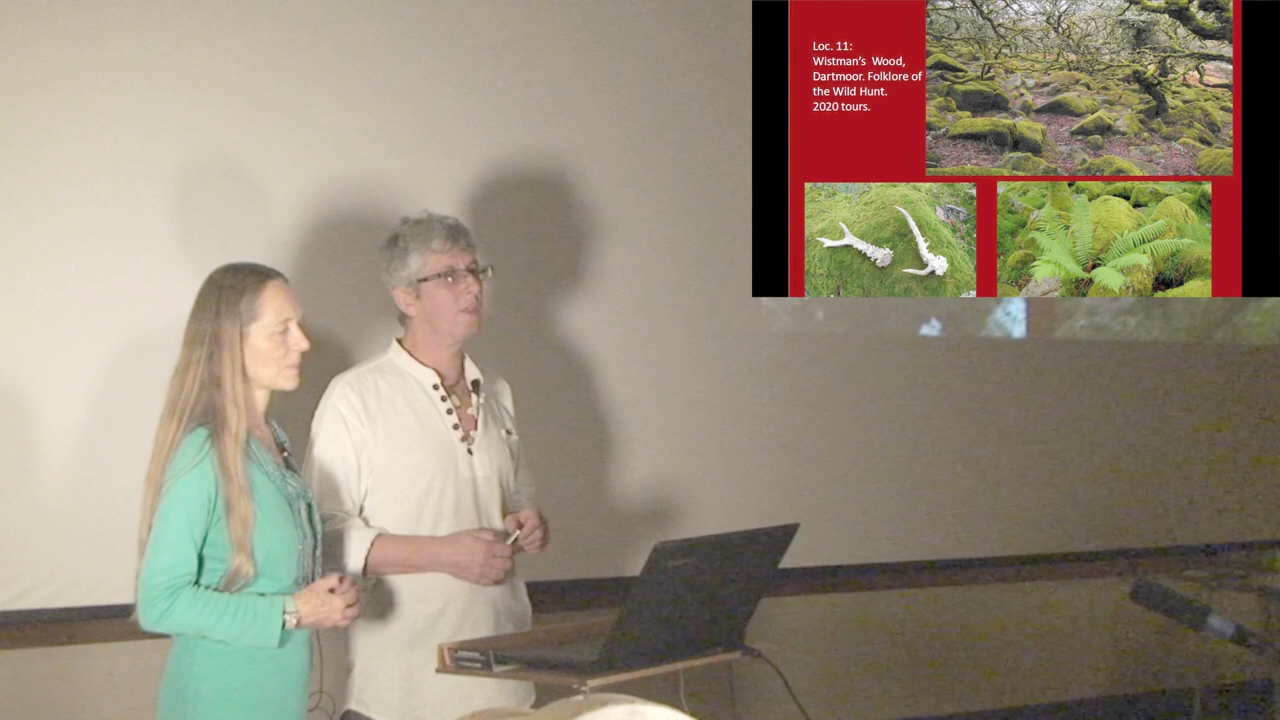 Loc. 11:
Wistman's Wood,
Dartmoor. Folklore of
the Wild Hunt.
2020 tours.